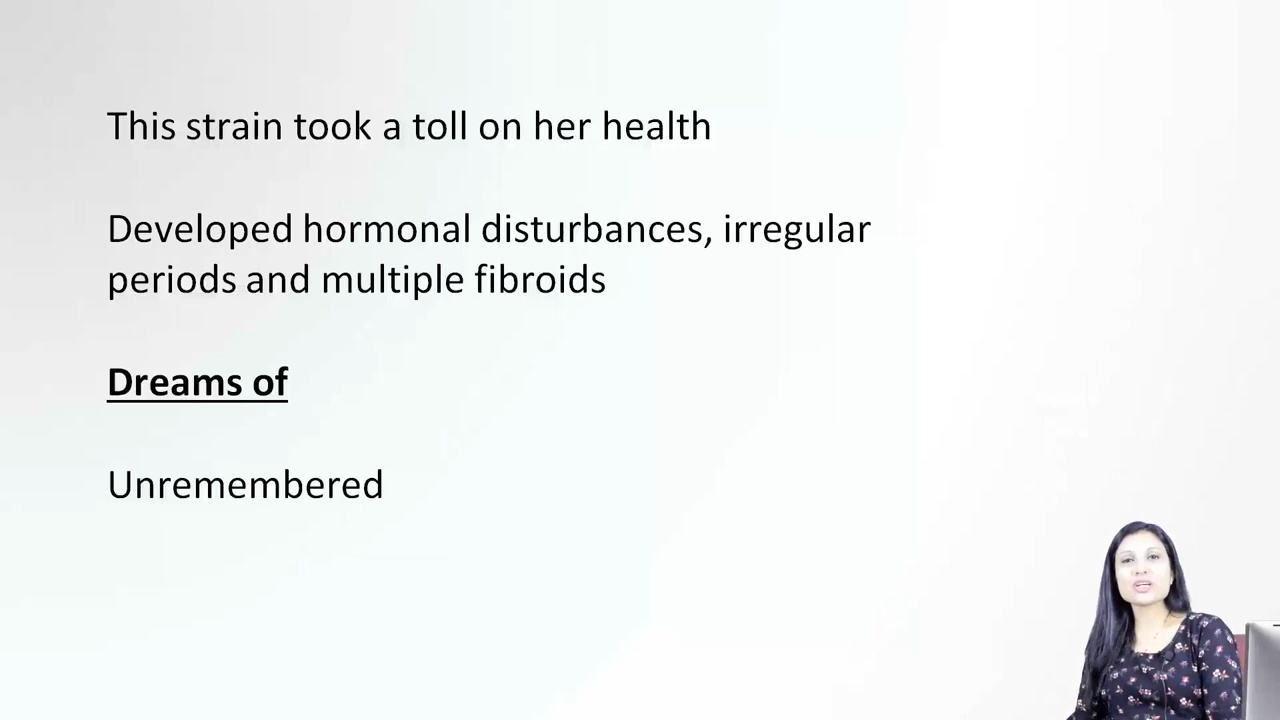 This strain took a toll on her health
Developed hormonal disturbances, irregular
periods and multiple fibroids
Dreams of
Unremembered